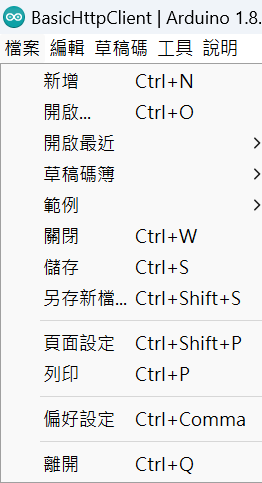 BasicHttpClient | Arduino 1.8.
檔案 編輯 草稿碼 工具 說明
新增 Ctrl+N
開啟... Ctrl+O
開啟最近
草稿碼簿
範例
關閉 Ctrl+W
儲存 Ctrl+S
另存新檔... Ctrl+Shift+S
頁面設定 Ctrl+Shift+P
列印 Ctrl+P
偏好設定 Ctrl+Comma
離開 Ctrl+Q